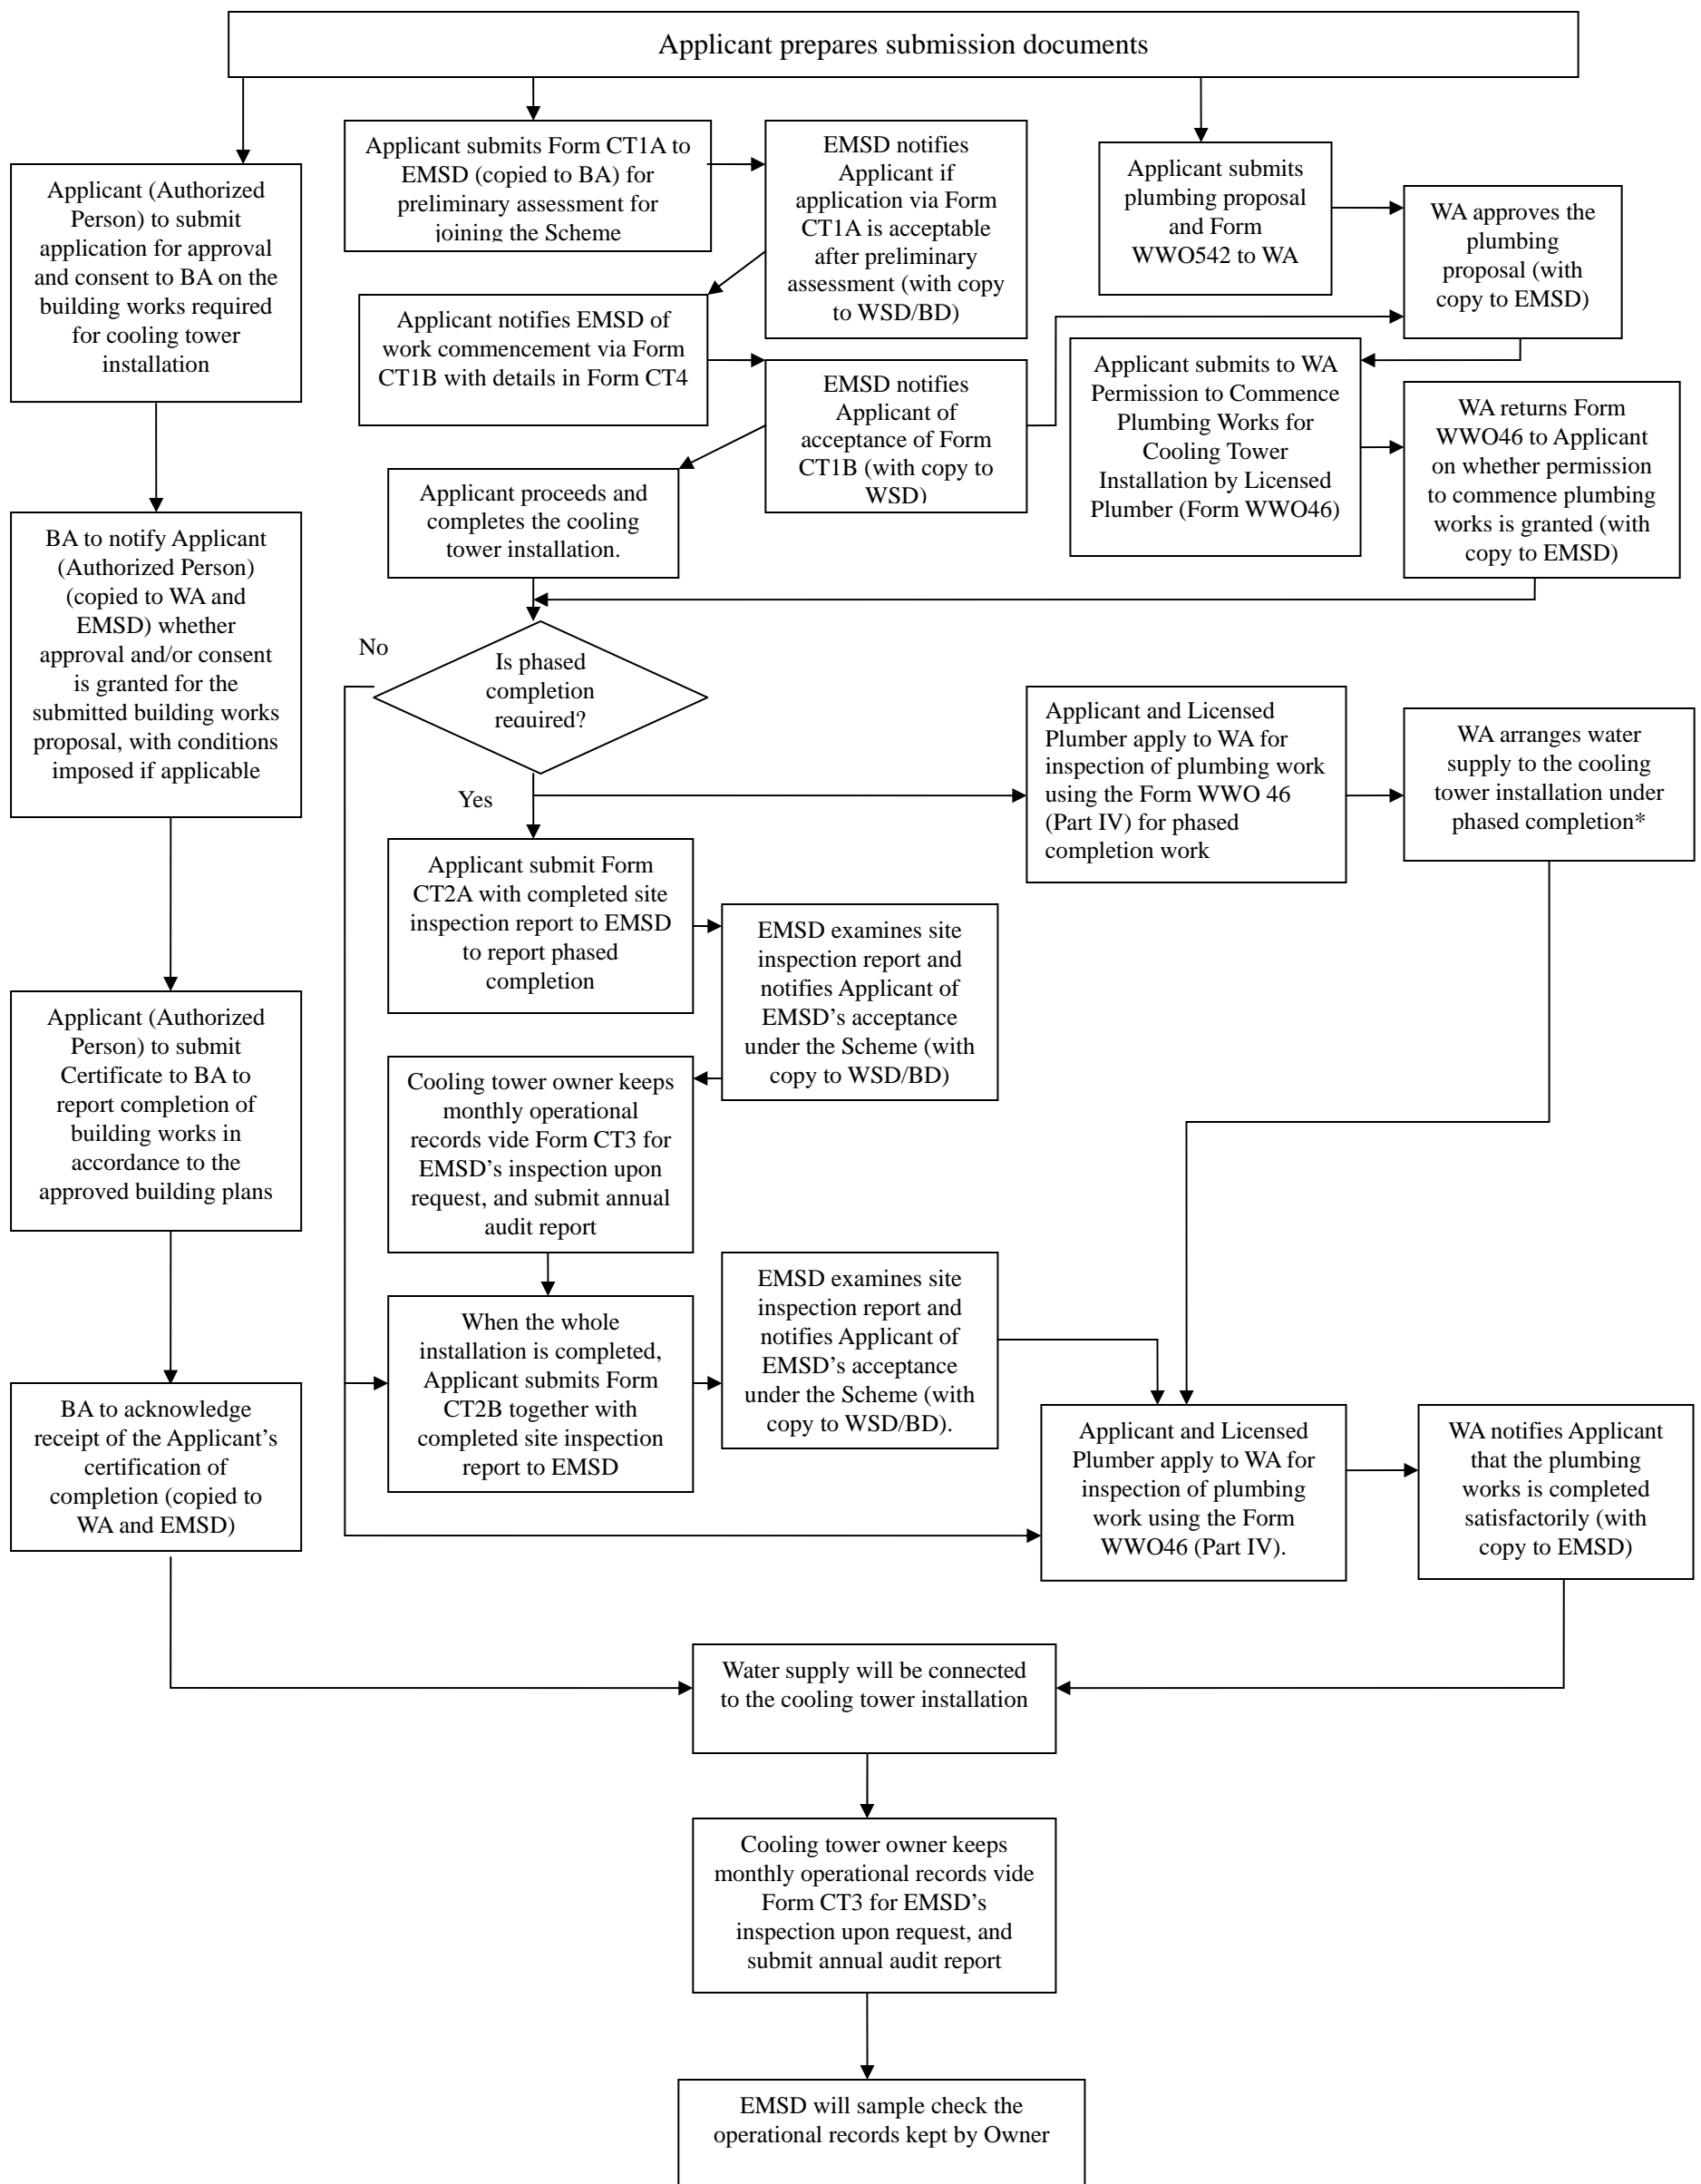 Applicant prepares submission documents
Applicant (Authorized
Person) to submit
application for approval
and consent to BA on the
building works required
for cooling tower
installation
Applicant submits Form CT1A to
EMSD (copied to BA) for
preliminary assessment for
joining the Scheme
EMSD notifies
Applicant if
application via Form
CT1A is acceptable
after preliminary
assessment (with copy
to WSD/BD)
Applicant submits
plumbing proposal
and Form
WWO542 to WA
WA approves the
plumbing
proposal (with
copy to EMSD)
Applicant notifies EMSD of
work commencement via Form
CT1B with details in Form CT4
EMSD notifies
Applicant of
acceptance of Form
CT1B (with copy to
WSD)
Applicant submits to WA
Permission to Commence
Plumbing Works for
Cooling Tower
Installation by Licensed
Plumber (Form WWO46)
WA returns Form
WWO46 to Applicant
on whether permission
to commence plumbing
works is granted (with
copy to EMSD)
Applicant proceeds and
completes the cooling
tower installation.
BA to notify Applicant
(Authorized Person)
(copied to WA and
EMSD) whether
approval and/or consent
is granted for the
submitted building works
proposal, with conditions
imposed if applicable
No
Is phased
completion
required?
Yes
Applicant and Licensed
Plumber apply to WA for
inspection of plumbing work
using the Form WWO 46
(Part IV) for phased
completion work
WA arranges water
supply to the cooling
tower installation under
phased completion*
Applicant submit Form
CT2A with completed site
inspection report to EMSD
to report phased
completion
EMSD examines site
inspection report and
notifies Applicant of
EMSD’s acceptance
under the Scheme (with
copy to WSD/BD)
Applicant (Authorized
Person) to submit
Certificate to BA to
report completion of
building works in
accordance to the
approved building plans
Cooling tower owner keeps
monthly operational
records vide Form CT3 for
EMSD’s inspection upon
request, and submit annual
audit report
When the whole
installation is completed,
Applicant submits Form
CT2B together with
completed site inspection
report to EMSD
EMSD examines site
inspection report and
notifies Applicant of
EMSD’s acceptance
under the Scheme (with
copy to WSD/BD).
BA to acknowledge
receipt of the Applicant’s
certification of
completion (copied to
WA and EMSD)
Applicant and Licensed
Plumber apply to WA for
inspection of plumbing
work using the Form
WWO46 (Part IV).
WA notifies Applicant
that the plumbing
works is completed
satisfactorily (with
copy to EMSD)
Water supply will be connected
to the cooling tower installation
Cooling tower owner keeps
monthly operational records vide
Form CT3 for EMSD’s
inspection upon request, and
submit annual audit report
EMSD will sample check the
operational records kept by Owner